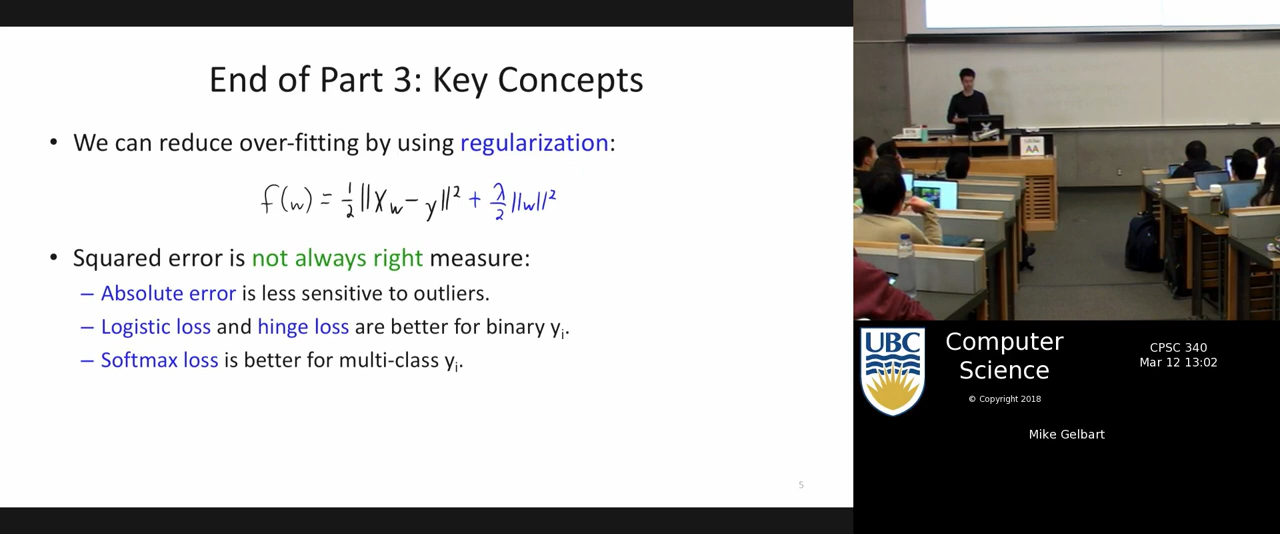 End of Part 3: Key Concepts
• We can reduce over-fitting by using regularization:
f(w) = ½||Xw − y||² + λ/2 ||w||²
• Squared error is not always right measure:
– Absolute error is less sensitive to outliers.
– Logistic loss and hinge loss are better for binary yᵢ.
– Softmax loss is better for multi-class yᵢ.
5
AA
UBC
Computer
Science
© Copyright 2018
CPSC 340
Mar 12 13:02
Mike Gelbart